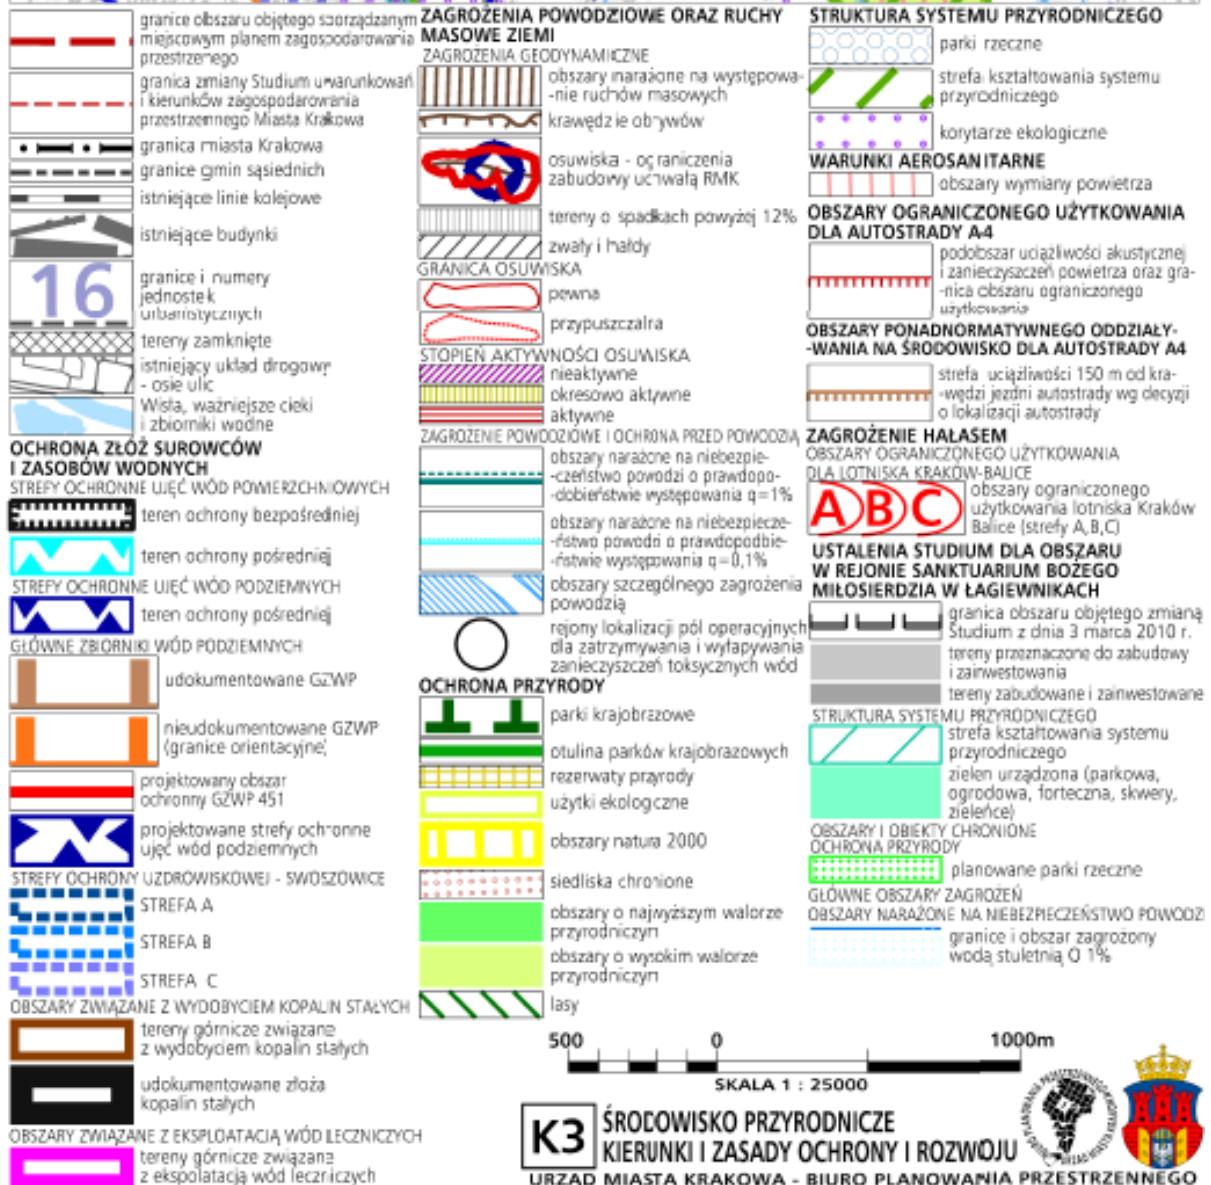 granice obszaru objętego sporządzanym
miejscowym planem zagospodarowania
przestrzennego
granica zmiany Studium uwarunkowań
i kierunków zagospodarowania
przestrzennego Miasta Krakowa
granica miasta Krakowa
granice gmin sąsiednich
istniejące linie kolejowe
istniejące budynki
16
granice i numery
jednostek
urbanistycznych
tereny zamknięte
istniejący układ drogowy
- osie ulic
Wisła, ważniejsze cieki
i zbiorniki wodne
OCHRONA ZŁÓŻ SUROWCÓW
I ZASOBÓW WODNYCH
STREFY OCHRONNE UJĘĆ WÓD POWIERZCHNIOWYCH
teren ochrony bezpośredniej
teren ochrony pośredniej
STREFY OCHRONNE UJĘĆ WÓD PODZIEMNYCH
teren ochrony pośredniej
GŁÓWNE ZBIORNIKI WÓD PODZIEMNYCH
udokumentowane GZWP
nieudokumentowane GZWP
(granice orientacyjne)
projektowany obszar
ochronny GZWP 451
projektowane strefy ochronne
ujęć wód podziemnych
STREFY OCHRONY UZDROWISKOWEJ - SWOSZOWICE
STREFA A
STREFA B
STREFA C
OBSZARY ZWIĄZANE Z WYDOBYCIEM KOPALIN STAŁYCH
tereny górnicze związane
z wydobyciem kopalin stałych
udokumentowane złoża
kopalin stałych
OBSZARY ZWIĄZANE Z EKSPLOATACJĄ WÓD LECZNICZYCH
tereny górnicze związane
z ekspolatacją wód leczniczych
ZAGROŻENIA POWODZIOWE ORAZ RUCHY
MASOWE ZIEMI
ZAGROŻENIA GEODYNAMICZNE
obszary narażone na występowa-
-nie ruchów masowych
krawędzie obrywów
osuwiska - ograniczenia
zabudowy uchwałą RMK
tereny o spadkach powyżej 12%
zwały i hałdy
GRANICA OSUWISKA
pewna
przypuszczalna
STOPIEŃ AKTYWNOŚCI OSUWISKA
nieaktywne
okresowo aktywne
aktywne
ZAGROŻENIE POWODZIOWE I OCHRONA PRZED POWODZIĄ
obszary narażone na niebezpie-
-czeństwo powodzi o prawdopo-
-dobieństwie występowania q=1%
obszary narażone na niebezpiecze-
-ństwo powodzi o prawdopodbie-
-ństwie występowania q=0,1%
obszary szczególnego zagrożenia
powodzią
rejony lokalizacji pól operacyjnych
dla zatrzymywania i wyłapywania
zanieczyszczeń toksycznych wód
OCHRONA PRZYRODY
parki krajobrazowe
otulina parków krajobrazowych
rezerwaty przyrody
użytki ekologiczne
obszary natura 2000
siedliska chronione
obszary o najwyższym walorze
przyrodniczym
obszary o wysokim walorze
przyrodniczym
lasy
STRUKTURA SYSTEMU PRZYRODNICZEGO
parki rzeczne
strefa kształtowania systemu
przyrodniczego
korytarze ekologiczne
WARUNKI AEROSANITARNE
obszary wymiany powietrza
OBSZARY OGRANICZONEGO UŻYTKOWANIA
DLA AUTOSTRADY A4
podobszar uciążliwości akustycznej
i zanieczyszczeń powietrza oraz gra-
-nica obszaru ograniczonego
użytkowania
OBSZARY PONADNORMATYWNEGO ODDZIAŁY-
-WANIA NA ŚRODOWISKO DLA AUTOSTRADY A4
strefa uciążliwości 150 m od kra-
-wędzi jezdni autostrady wg decyzji
o lokalizacji autostrady
ZAGROŻENIE HAŁASEM
OBSZARY OGRANICZONEGO UŻYTKOWANIA
DLA LOTNISKA KRAKÓW-BALICE
A B C
obszary ograniczonego
użytkowania lotniska Kraków
Balice (strefy A,B,C)
USTALENIA STUDIUM DLA OBSZARU
W REJONIE SANKTUARIUM BOŻEGO
MIŁOSIERDZIA W ŁAGIEWNIKACH
granica obszaru objętego zmianą
Studium z dnia 3 marca 2010 r.
tereny przeznaczone do zabudowy
i zainwestowania
tereny zabudowane i zainwestowane
STRUKTURA SYSTEMU PRZYRODNICZEGO
strefa kształtowania systemu
przyrodniczego
zieleń urządzona (parkowa,
ogrodowa, forteczna, skwery,
zieleńce)
OBSZARY I OBIEKTY CHRONIONE
OCHRONA PRZYRODY
planowane parki rzeczne
GŁÓWNE OBSZARY ZAGROŻEŃ
OBSZARY NARAŻONE NA NIEBEZPIECZEŃSTWO POWODZI
granice i obszar zagrożony
wodą stuletnią Q 1%
500 0 1000m
SKALA 1 : 25000
K3
ŚRODOWISKO PRZYRODNICZE
KIERUNKI I ZASADY OCHRONY I ROZWOJU
URZĄD MIASTA KRAKOWA - BIURO PLANOWANIA PRZESTRZENNEGO